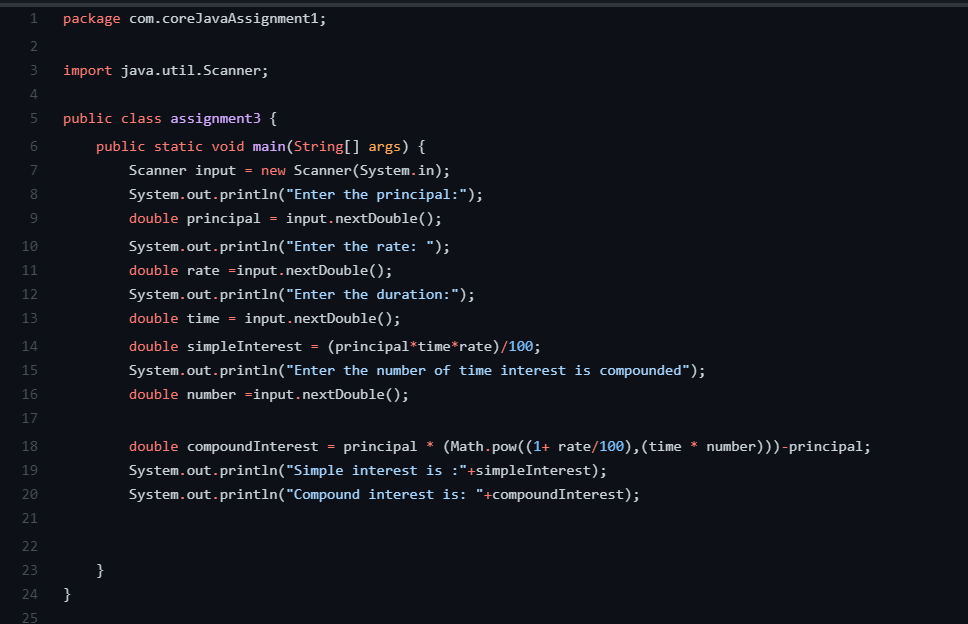 1 package com.coreJavaAssignment1;
2
3 import java.util.Scanner;
4
5 public class assignment3 {
6     public static void main(String[] args) {
7         Scanner input = new Scanner(System.in);
8         System.out.println("Enter the principal:");
9         double principal = input.nextDouble();
10         System.out.println("Enter the rate: ");
11         double rate =input.nextDouble();
12         System.out.println("Enter the duration:");
13         double time = input.nextDouble();
14         double simpleInterest = (principal*time*rate)/100;
15         System.out.println("Enter the number of time interest is compounded");
16         double number =input.nextDouble();
17
18         double compoundInterest = principal * (Math.pow((1+ rate/100),(time * number)))-principal;
19         System.out.println("Simple interest is :"+simpleInterest);
20         System.out.println("Compound interest is: "+compoundInterest);
21
22
23     }
24 }
25